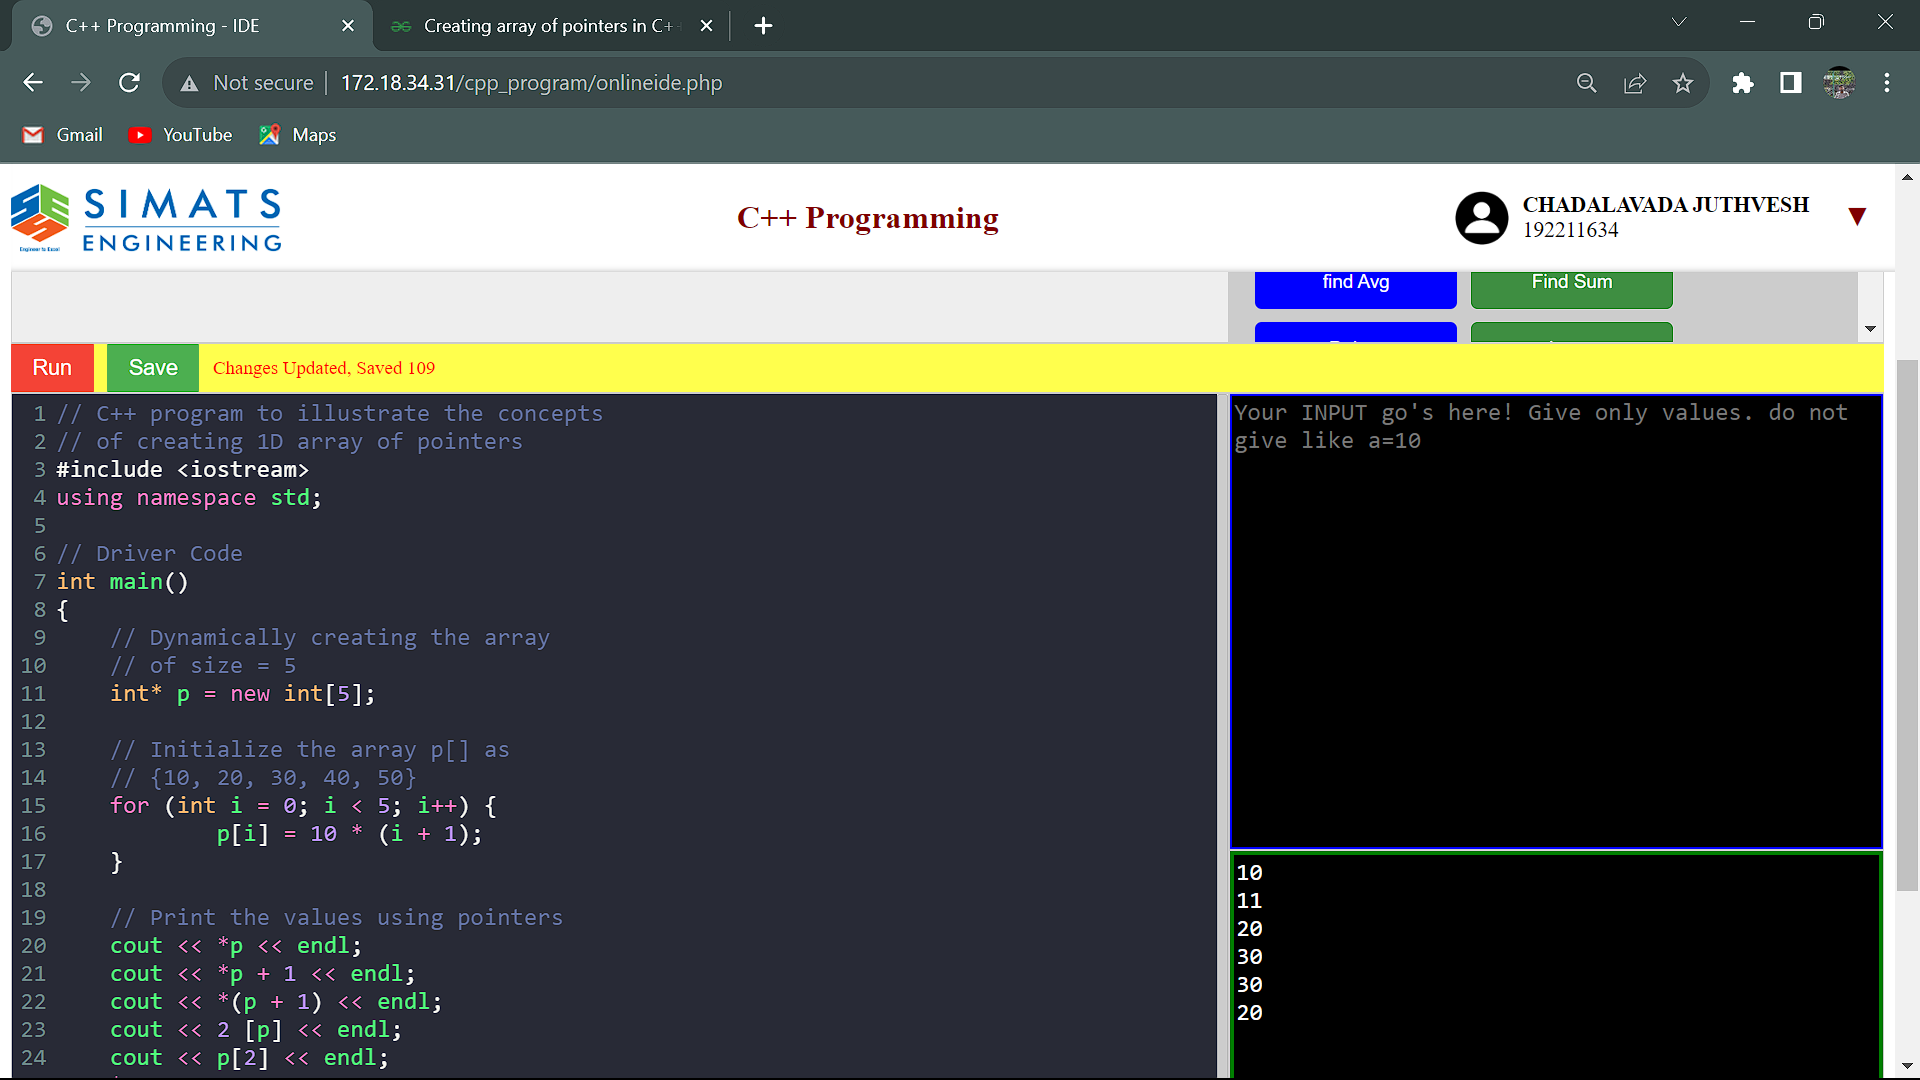 C++ Programming - IDE
Creating array of pointers in C+
Not secure
172.18.34.31/cpp_program/onlineide.php
Gmail
YouTube
Maps
SIMATS
ENGINEERING
Engineer to Excel
C++ Programming
CHADALAVADA JUTHVESH
192211634
find Avg
Find Sum
Run
Save
Changes Updated, Saved 109
1 // C++ program to illustrate the concepts
2 // of creating 1D array of pointers
3 #include <iostream>
4 using namespace std;
5
6 // Driver Code
7 int main()
8 {
9     // Dynamically creating the array
10     // of size = 5
11     int* p = new int[5];
12
13     // Initialize the array p[] as
14     // {10, 20, 30, 40, 50}
15     for (int i = 0; i < 5; i++) {
16             p[i] = 10 * (i + 1);
17     }
18
19     // Print the values using pointers
20     cout << *p << endl;
21     cout << *p + 1 << endl;
22     cout << *(p + 1) << endl;
23     cout << 2 [p] << endl;
24     cout << p[2] << endl;
Your INPUT go's here! Give only values. do not
give like a=10
10
11
20
30
30
20